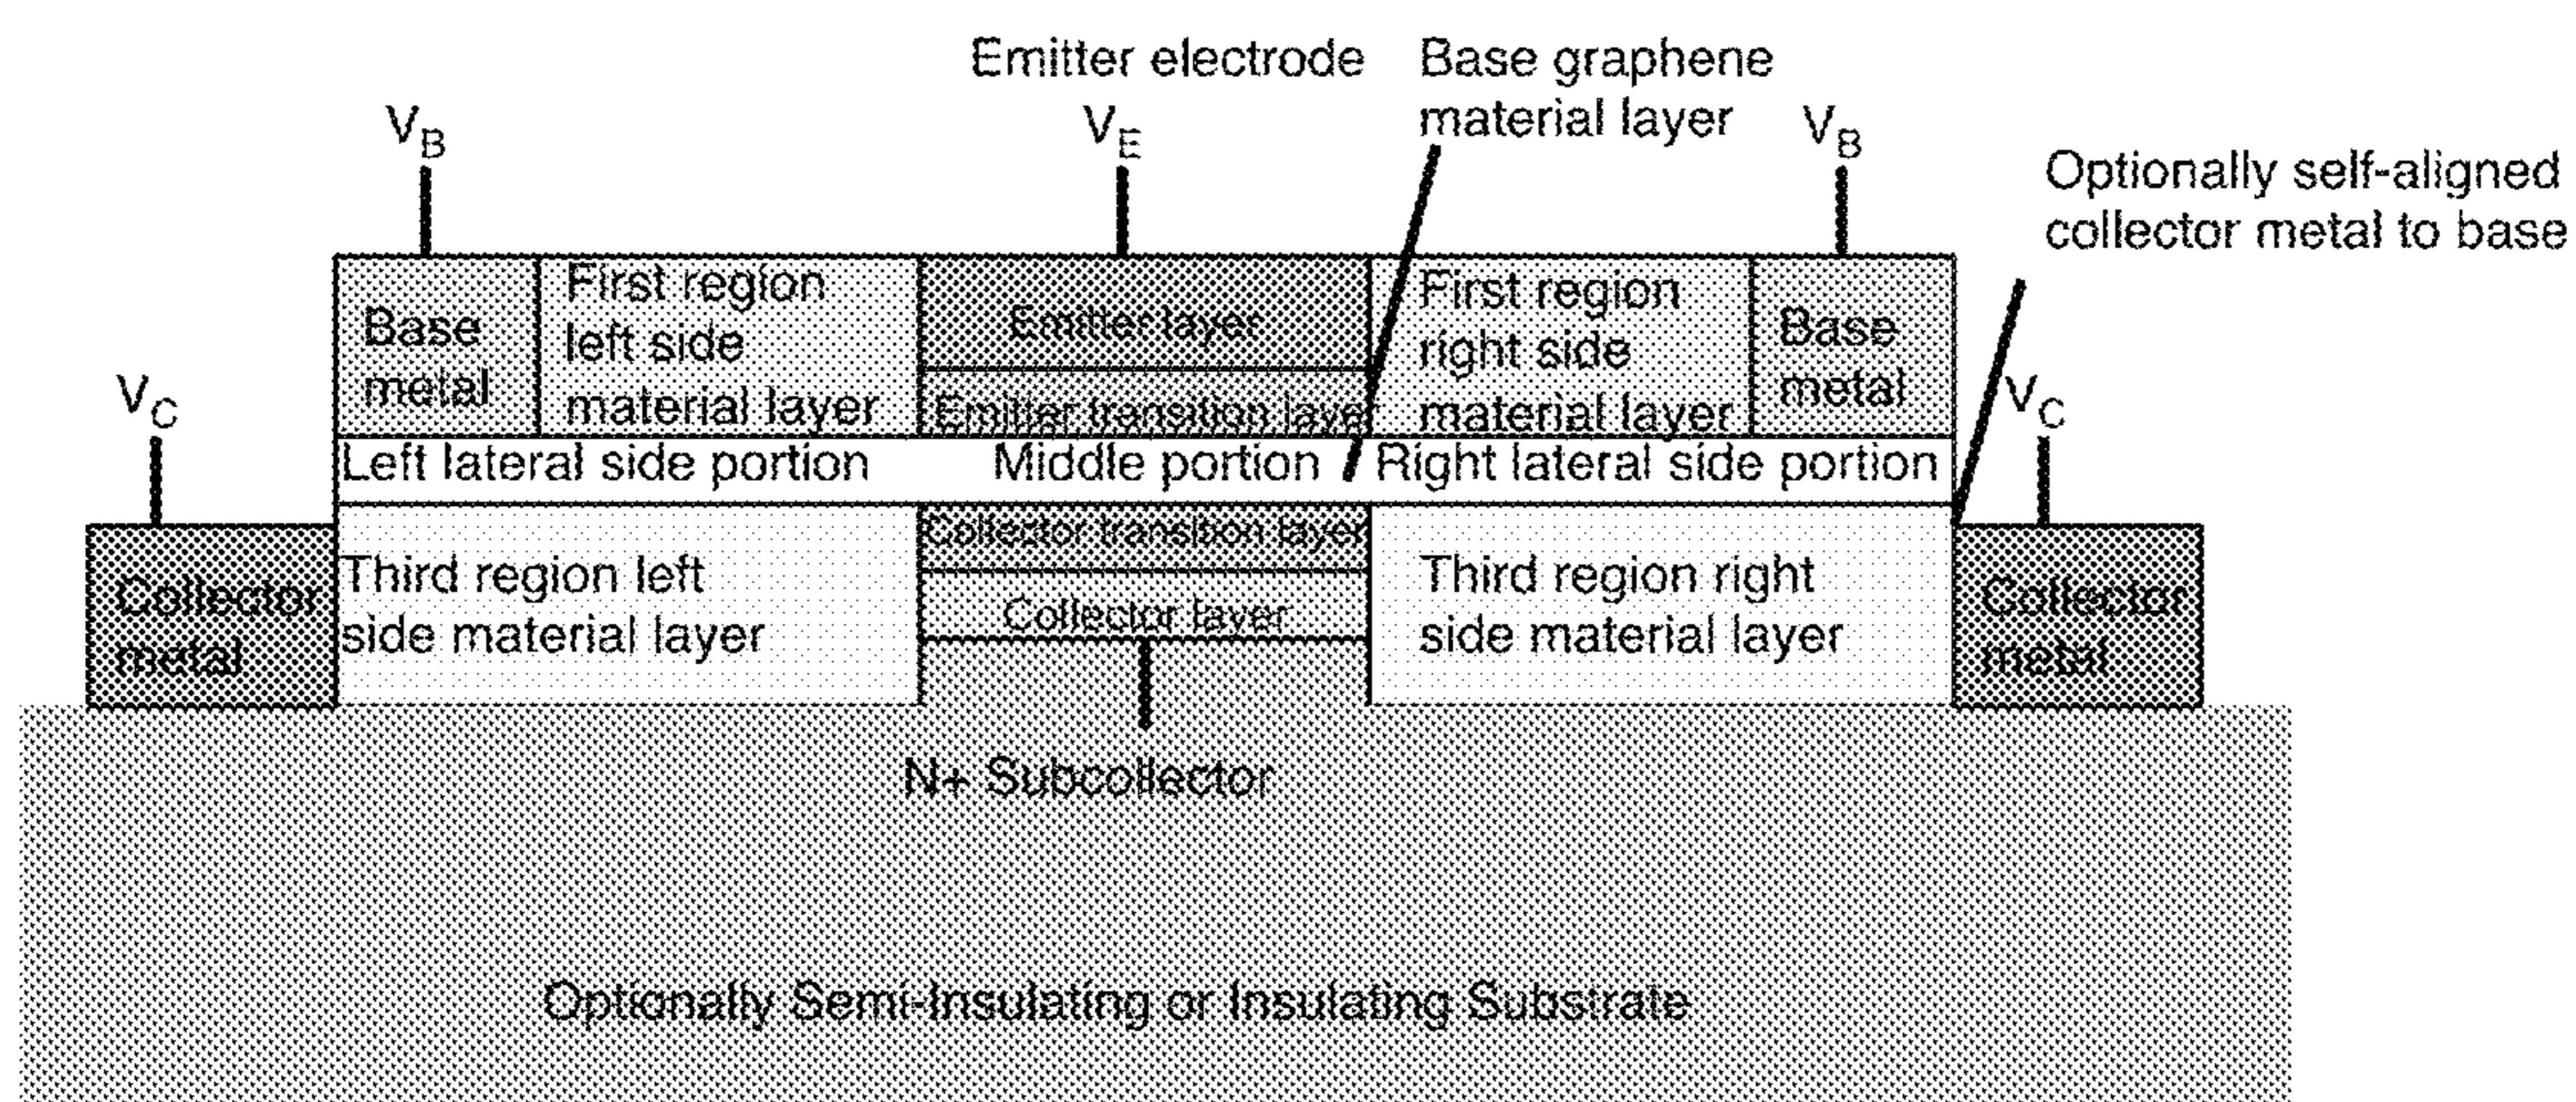 Emitter electrode
Base graphene
material layer
V_B
V_E
V_B
Optionally self-aligned
collector metal to base
Base
metal
First region
left side
material layer
Emitter layer
Emitter transition layer
First region
right side
material layer
Base
metal
V_C
V_C
Left lateral side portion
Middle portion
Right lateral side portion
Collector
metal
Third region left
side material layer
Collector transition layer
Collector layer
Third region right
side material layer
Collector
metal
N+ Subcollector
Optionally Semi-Insulating or Insulating Substrate